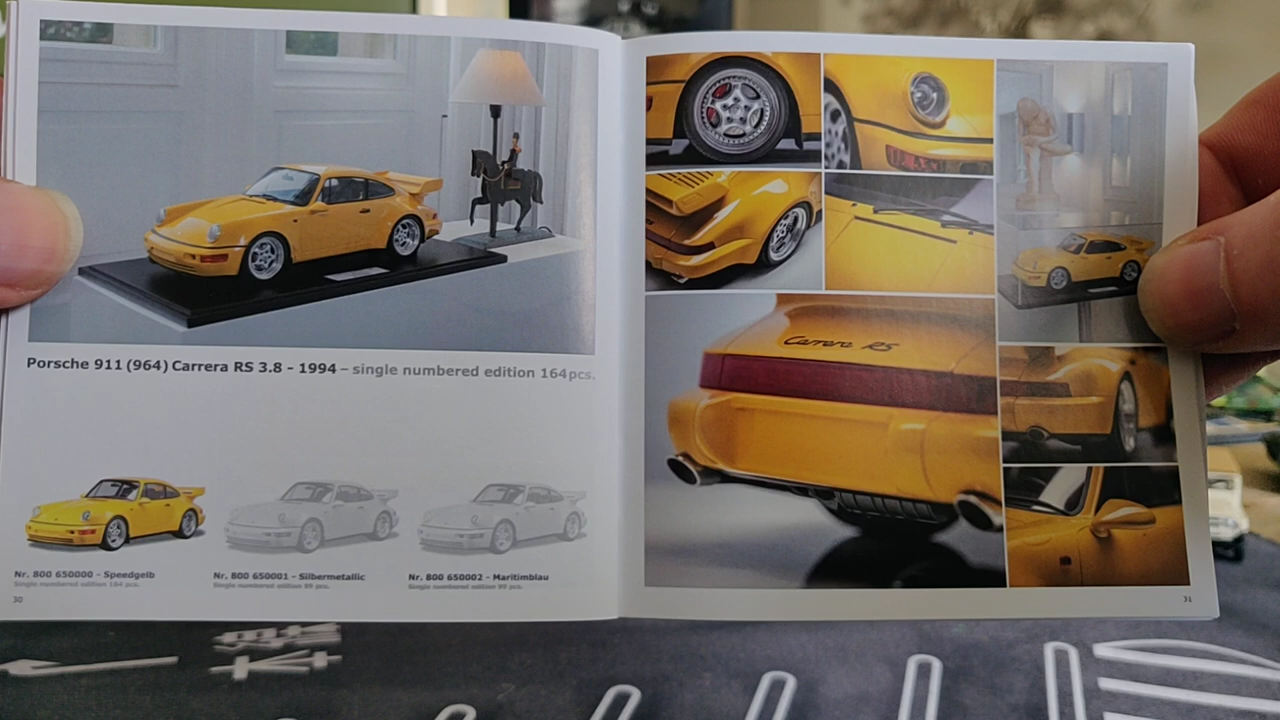 Porsche 911 (964) Carrera RS 3.8 - 1994 – single numbered edition 164 pcs.
Nr. 800 650000 - Speedgelb
Single numbered edition 164 pcs.
Nr. 800 650001 - Silbermetallic
Single numbered edition 99 pcs.
Nr. 800 650002 - Maritimblau
Single numbered edition 99 pcs.
30
Carrera RS
31